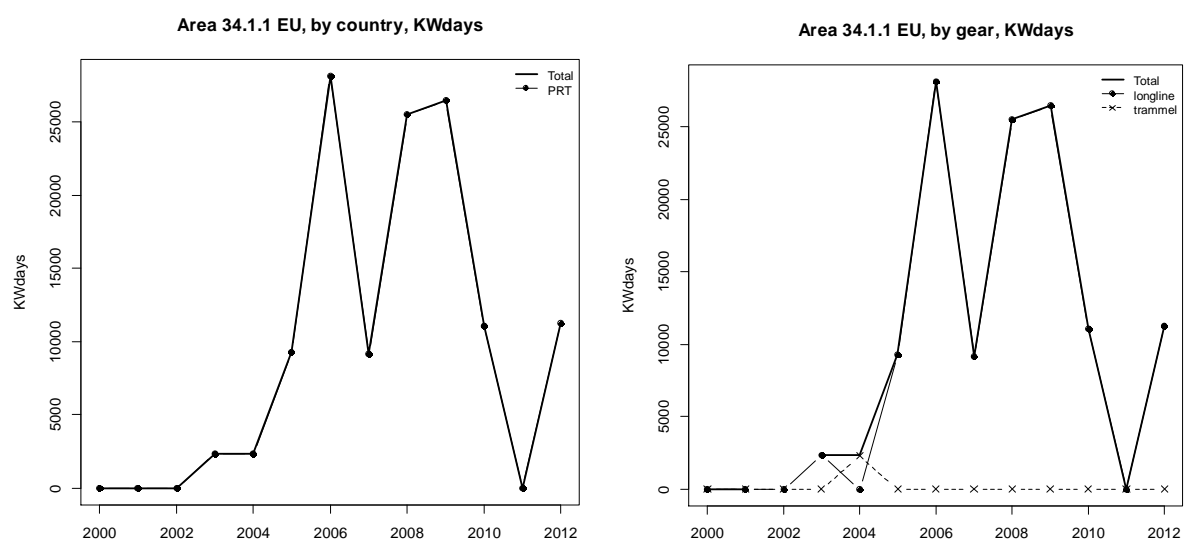 Area 34.1.1 EU, by country, KWdays
Total
PRT
KWdays
25000
20000
15000
10000
5000
0
2000 2002 2004 2006 2008 2010 2012
Area 34.1.1 EU, by gear, KWdays
Total
longline
trammel
KWdays
25000
20000
15000
10000
5000
0
2000 2002 2004 2006 2008 2010 2012